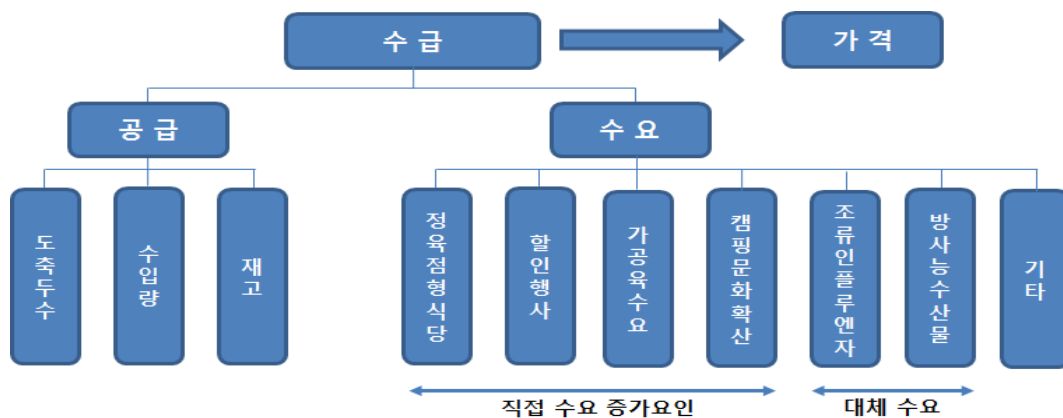 수 급
가 격
공 급
수 요
도축두수
수입량
재고
정육점형식당
할인행사
가공육수요
캠핑문화확산
조류인플루엔자
방사능수산물
기타
직접 수요 증가요인
대체 수요